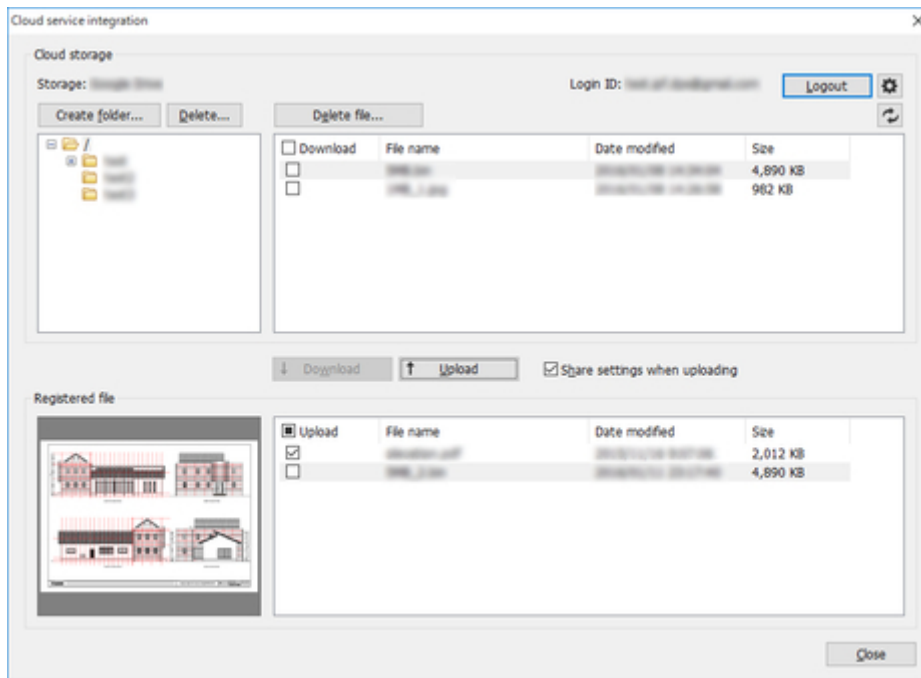 Cloud service integration
Cloud storage
Storage:
Login ID:
Logout
Create folder...
Delete...
Delete file...
/
Download File name Date modified Size
4,890 KB
982 KB
Download
Upload
Share settings when uploading
Registered file
Upload File name Date modified Size
2,012 KB
4,890 KB
Close